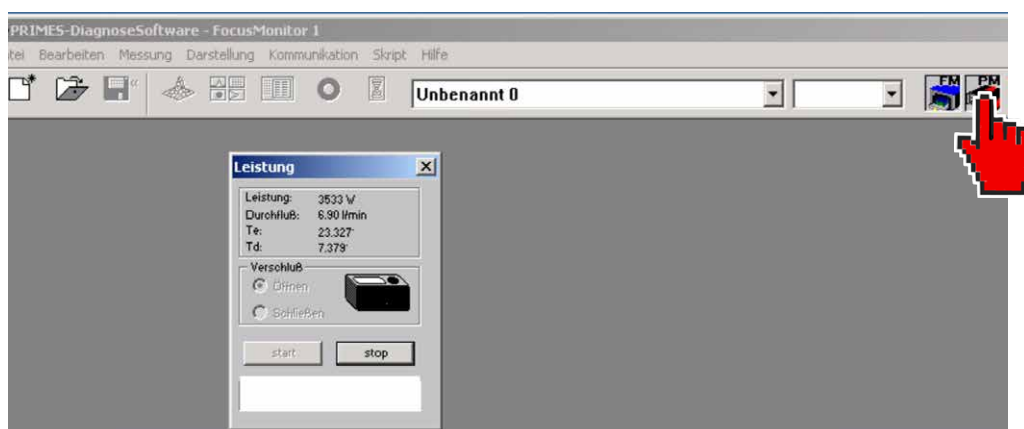 PRIMES-DiagnoseSoftware - FocusMonitor 1
tei Bearbeiten Messung Darstellung Kommunikation Skript Hilfe
Unbenannt 0
FM PM
Leistung
Leistung: 3533 W
Durchfluß: 6.90 l/min
Te: 23.327°
Td: 7.379°
Verschluß
Öffnen
Schließen
start stop